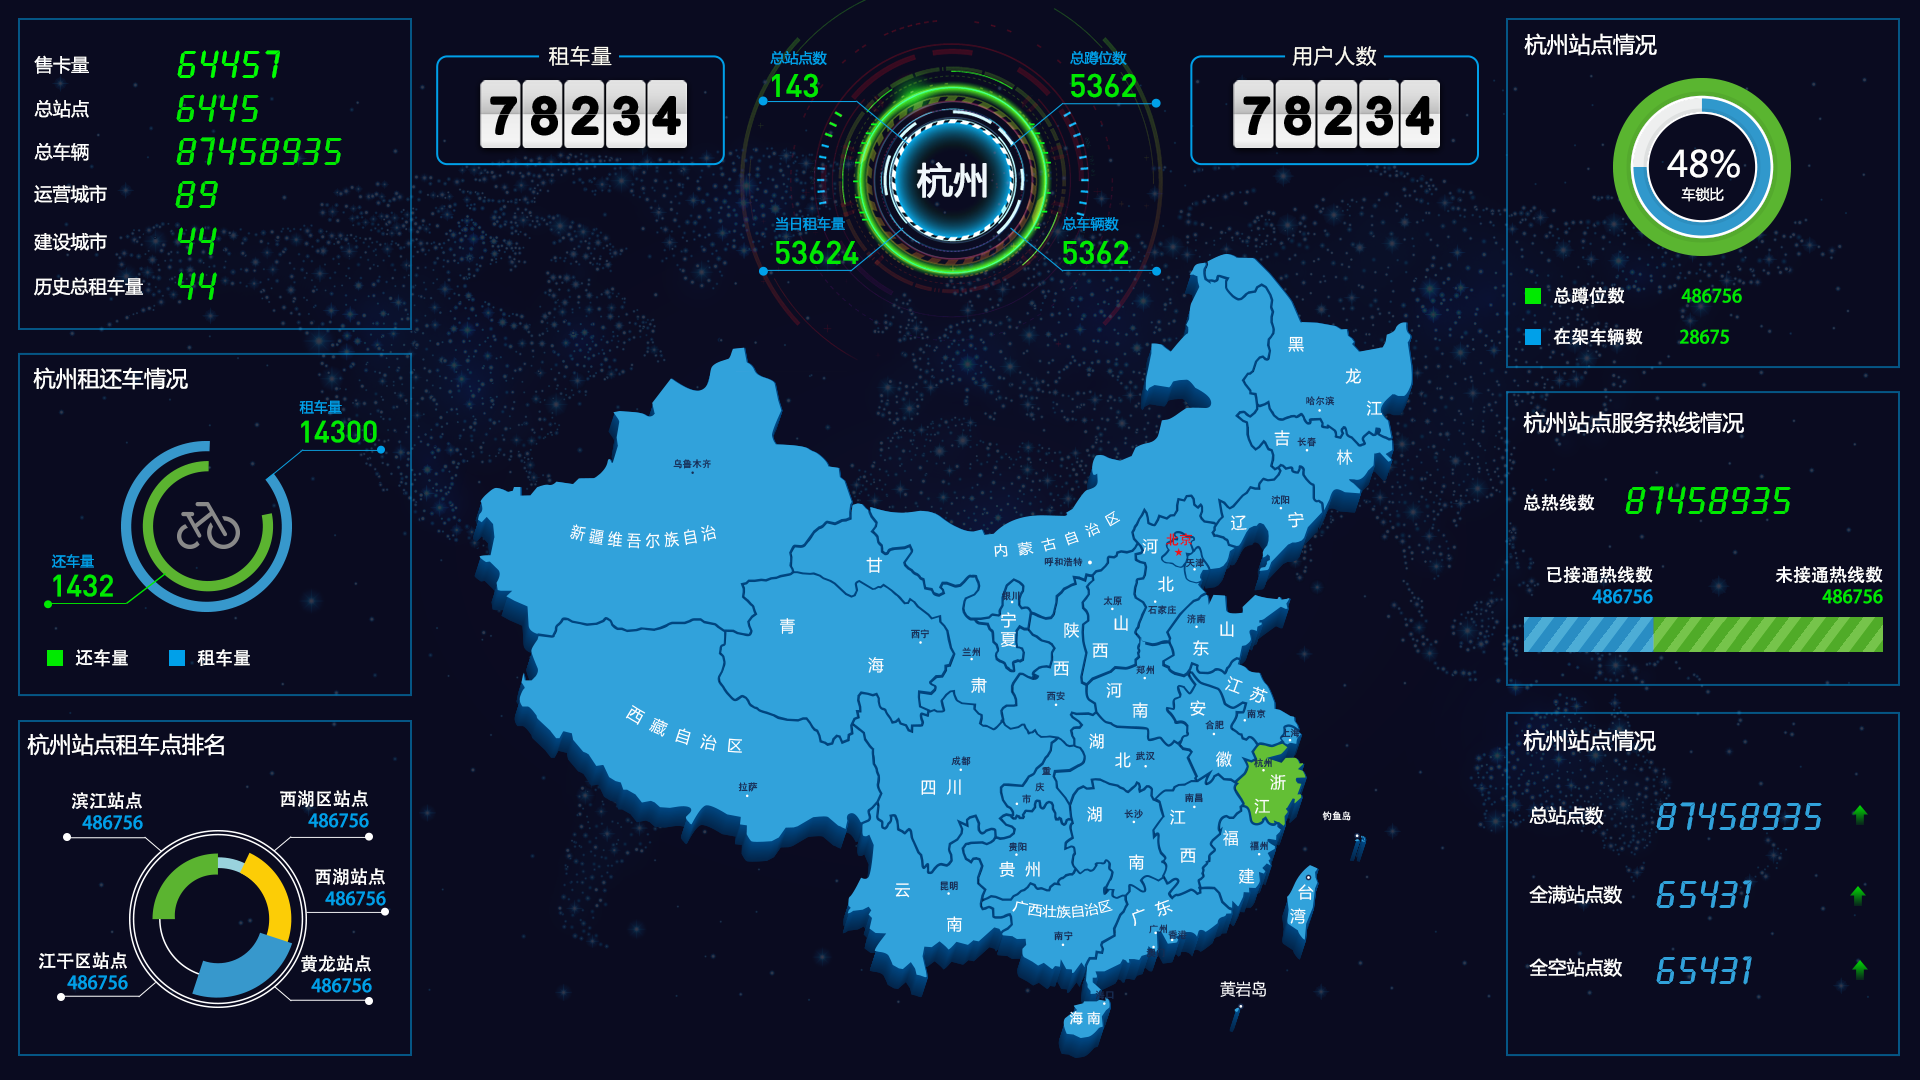 售卡量 64457
总站点 6445
总车辆 87458935
运营城市 89
建设城市 44
历史总租车量 44
杭州租还车情况
租车量
14300
还车量
1432
还车量 租车量
杭州站点租车点排名
滨江站点
486756
西湖区站点
486756
西湖站点
486756
江干区站点
486756
黄龙站点
486756
租车量
78234
总站点数
143
总蹲位数
5362
杭州
当日租车量
53624
总车辆数
5362
用户人数
78234
黑
龙
江
哈尔滨
吉
林
长春
沈阳
辽
宁
乌鲁木齐
新疆维吾尔族自治
内蒙古自治区
呼和浩特
北京
天津
河
北
石家庄
甘
肃
银川
宁
夏
青
海
西宁
兰州
陕
西
西安
太原
山
西
济南
山
东
郑州
河
南
江
苏
南京
安
徽
合肥
上海
西藏自治区
拉萨
成都
四川
重
庆
市
湖
北
武汉
杭州
浙
江
湖
南
长沙
南昌
江
西
福
建
福州
贵阳
贵州
昆明
云
南
广西壮族自治区
南宁
广东
广州
香港
海南
台
湾
钓鱼岛
黄岩岛
杭州站点情况
48%
车锁比
总蹲位数 486756
在架车辆数 28675
杭州站点服务热线情况
总热线数 87458935
已接通热线数 未接通热线数
486756 486756
杭州站点情况
总站点数 87458935
全满站点数 65431
全空站点数 65431